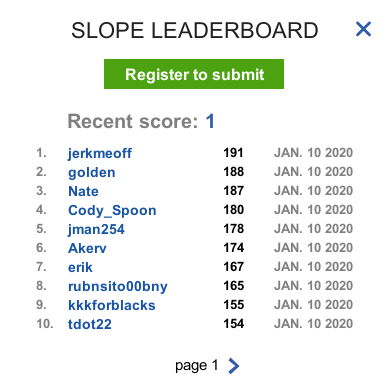 SLOPE LEADERBOARD
Register to submit
Recent score: 1
1. jerkmeoff 191 JAN. 10 2020
2. golden 188 JAN. 10 2020
3. Nate 187 JAN. 10 2020
4. Cody_Spoon 180 JAN. 10 2020
5. jman254 178 JAN. 10 2020
6. Akerv 174 JAN. 10 2020
7. erik 167 JAN. 10 2020
8. rubnsito00bny 165 JAN. 10 2020
9. kkkforblacks 155 JAN. 10 2020
10. tdot22 154 JAN. 10 2020
page 1